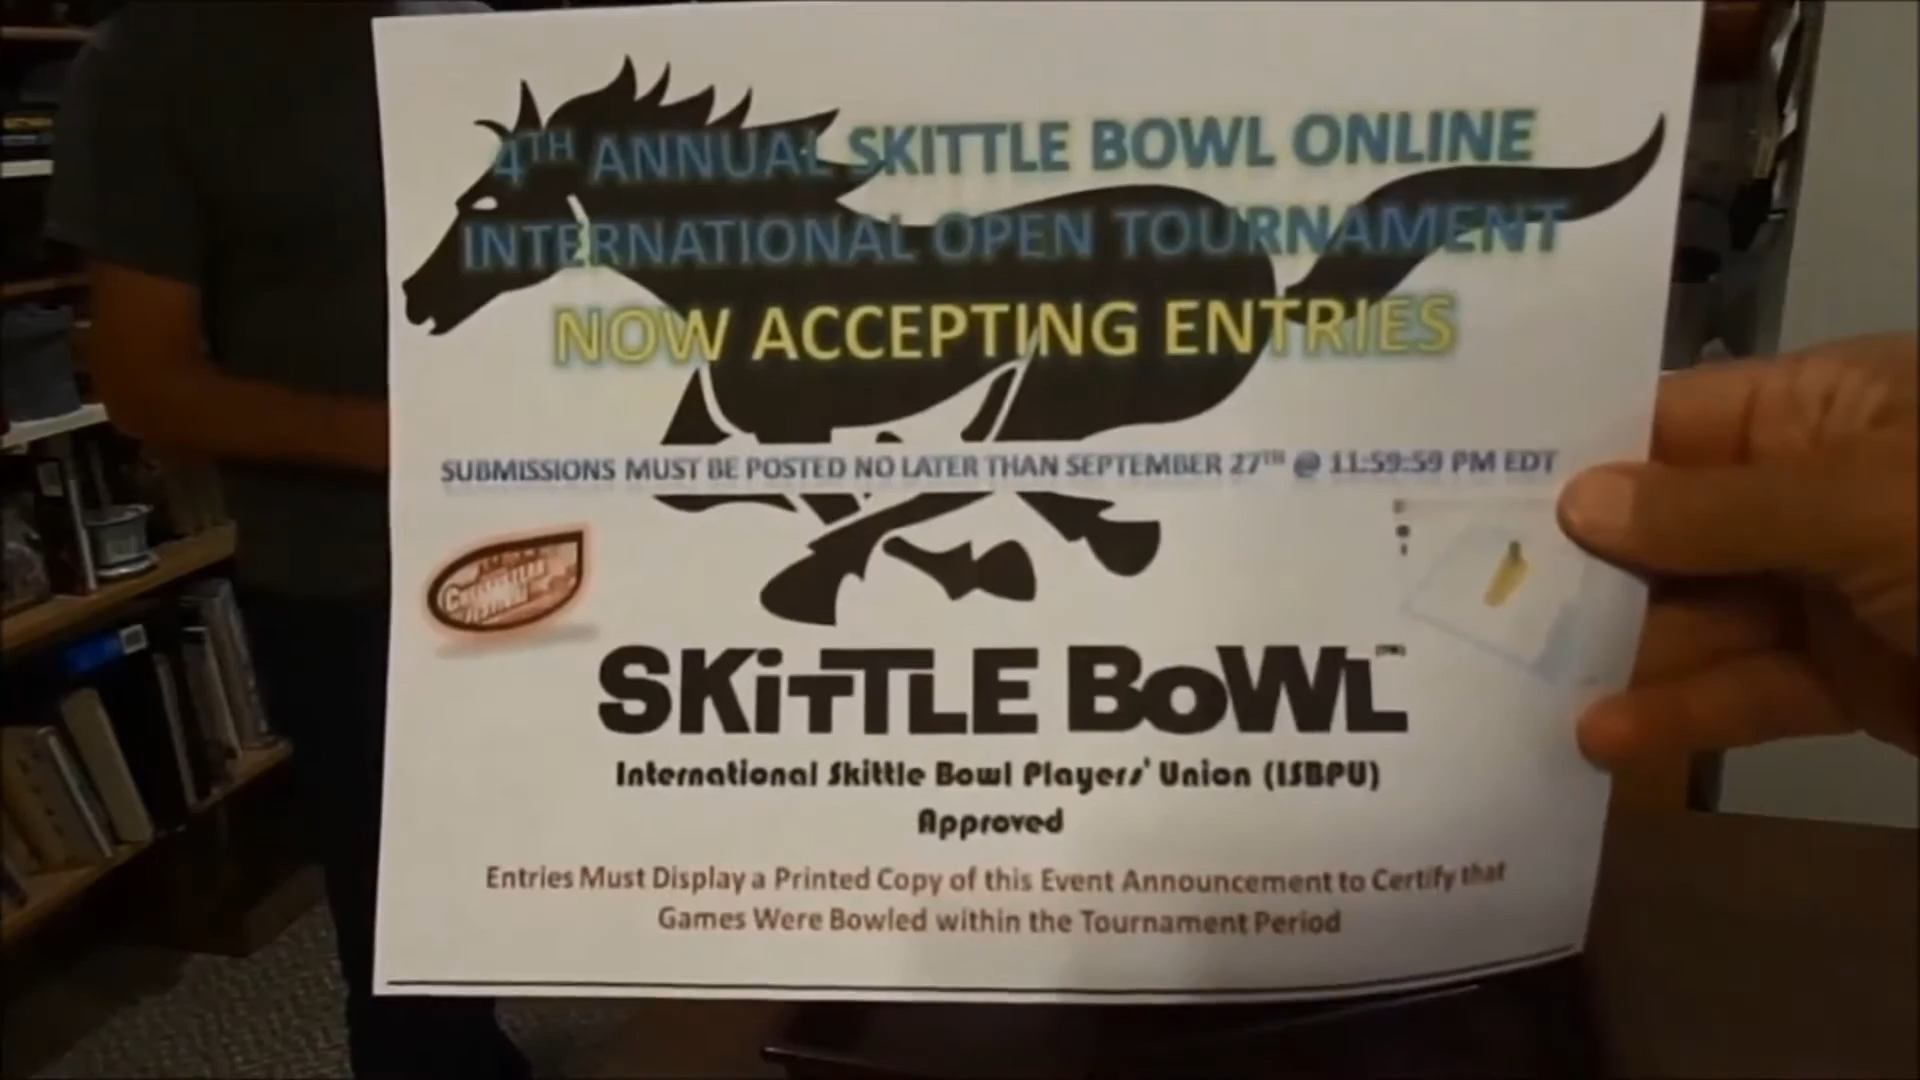 4TH ANNUAL SKITTLE BOWL ONLINE
INTERNATIONAL OPEN TOURNAMENT
NOW ACCEPTING ENTRIES
SUBMISSIONS MUST BE POSTED NO LATER THAN SEPTEMBER 27TH @ 11:59:59 PM EDT
SKiTTLE BoWL
International Skittle Bowl Players' Union (ISBPU)
Approved
Entries Must Display a Printed Copy of this Event Announcement to Certify that
Games Were Bowled within the Tournament Period